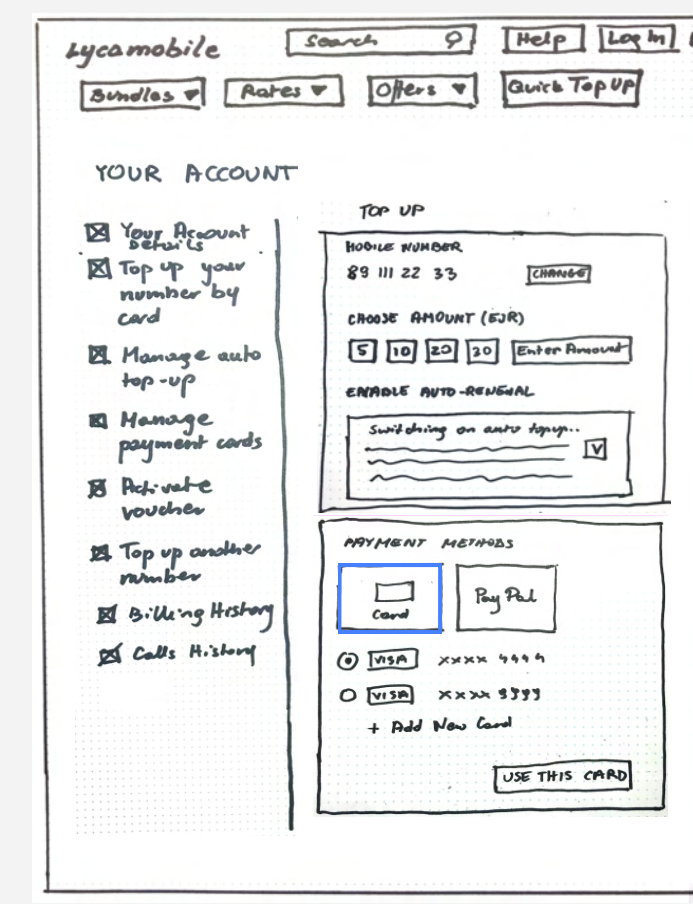 Lycamobile
Search
Help
Log In
Bundles
Rates
Offers
Quick Top UP
YOUR ACCOUNT
Your Account
Details
Top up your
number by
card
Manage auto
top-up
Manage
payment cards
Activate
voucher
Top up another
number
Billing History
Calls History
TOP UP
MOBILE NUMBER
89 111 22 33
CHANGE
CHOOSE AMOUNT (EUR)
5 10 20 30 Enter Amount
ENABLE AUTO-RENEWAL
Switching on auto topup..
V
PAYMENT METHODS
Card
PayPal
VISA xxxx 4444
VISA xxxx 9999
+ Add New Card
USE THIS CARD